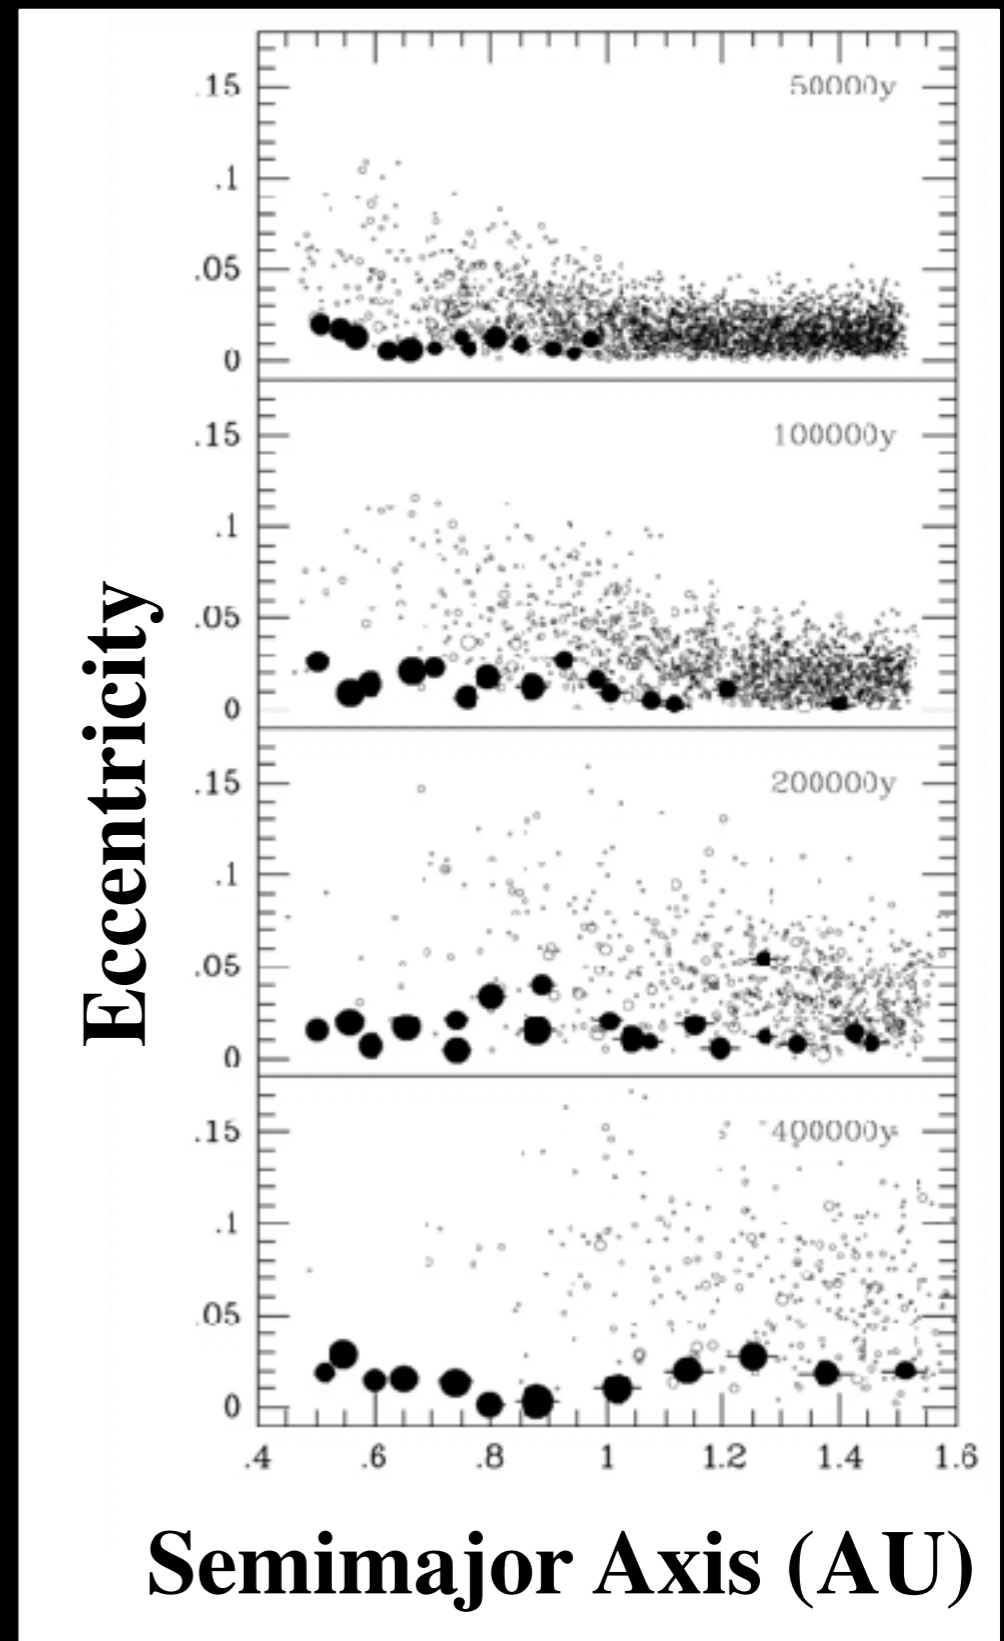 50000y
.15
.1
.05
0
100000y
.15
.1
.05
0
200000y
.15
.1
.05
0
400000y
.15
.1
.05
0
.4 .6 .8 1 1.2 1.4 1.6
Eccentricity
Semimajor Axis (AU)